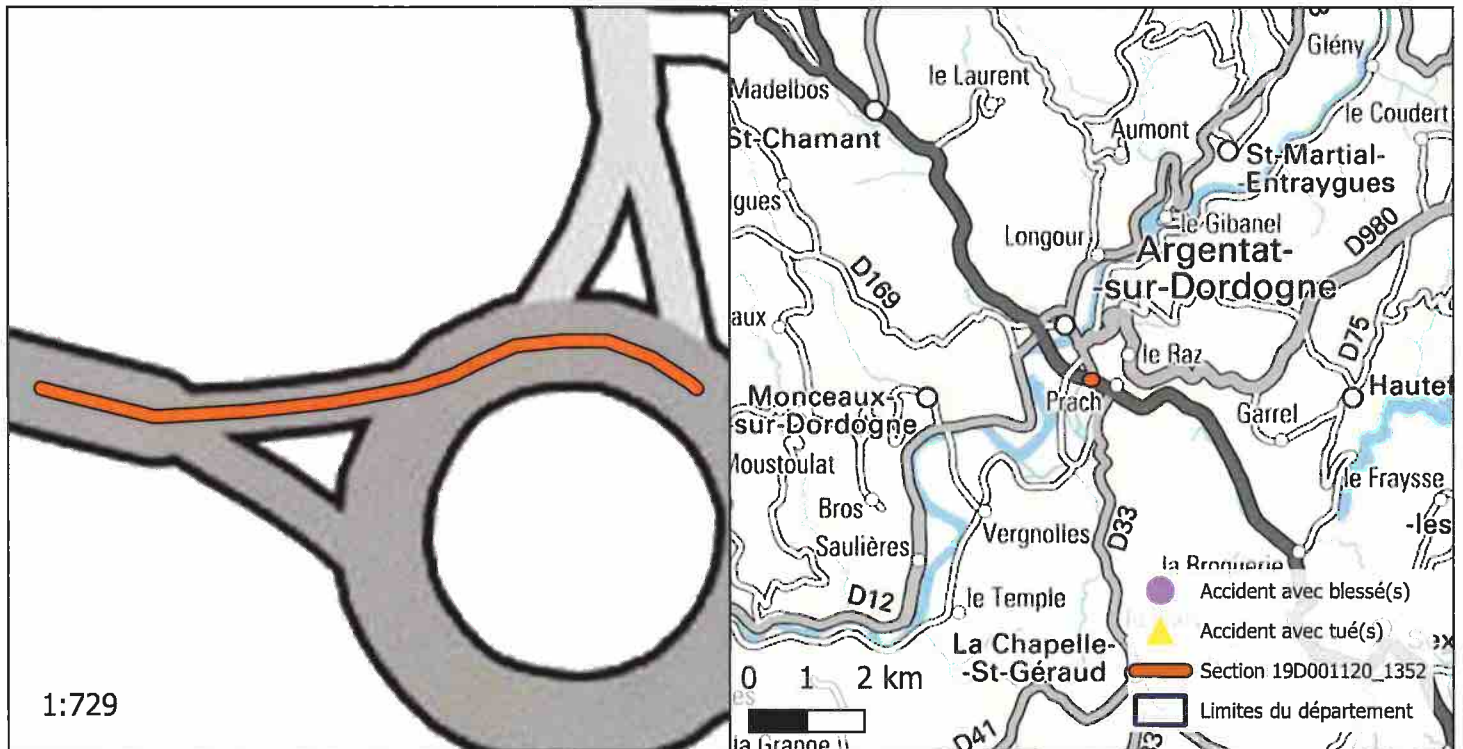 1:729
Glény
Madelbos
le Laurent
le Coudert
Aumont
St-Chamant
St-Martial-
-Entraygues
gues
le Gibanel
D980
Longour
Argentat-
-sur-Dordogne
D169
aux
D75
le Raz
Monceaux-
-sur-Dordogne
Prach
Hautef
Garrel
Moustoulat
le Fraysse
Bros
-les
Vergnolles
D33
Saulières
la Broquerie
D12
le Temple
La Chapelle-
-St-Géraud
0 1 2 km
D41
Accident avec blessé(s)
Accident avec tué(s)
Section 19D001120_1352
Limites du département